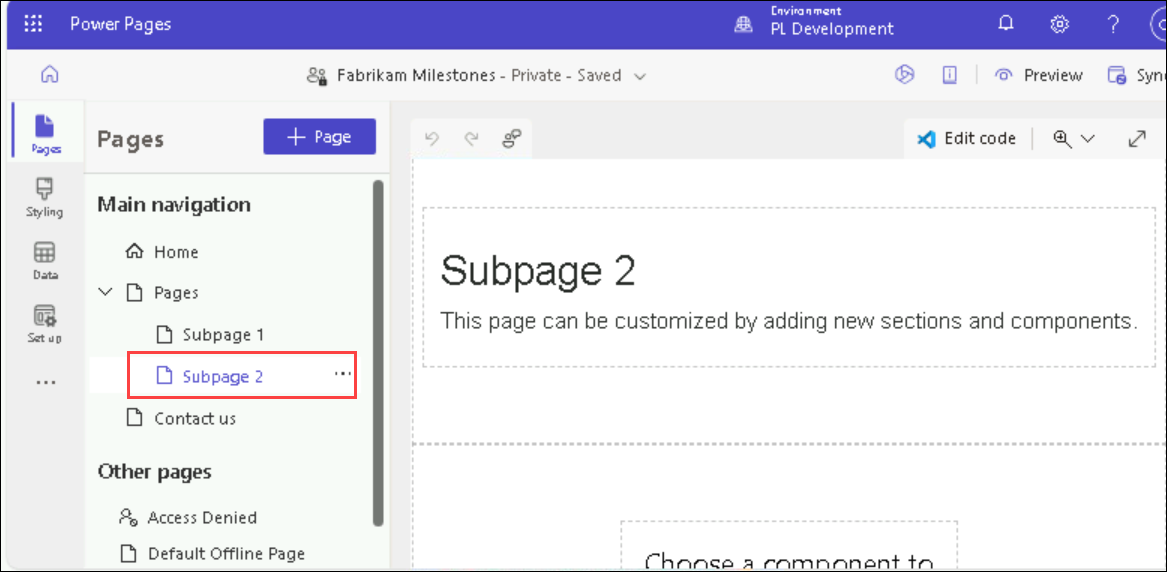 Power Pages
Environment
PL Development
?
Fabrikam Milestones - Private - Saved
Preview
Sync
Pages
Styling
Data
Set up
...
Pages
+ Page
Main navigation
Home
Pages
Subpage 1
Subpage 2 ...
Contact us
Other pages
Access Denied
Default Offline Page
Edit code
Subpage 2
This page can be customized by adding new sections and components.
Choose a component to